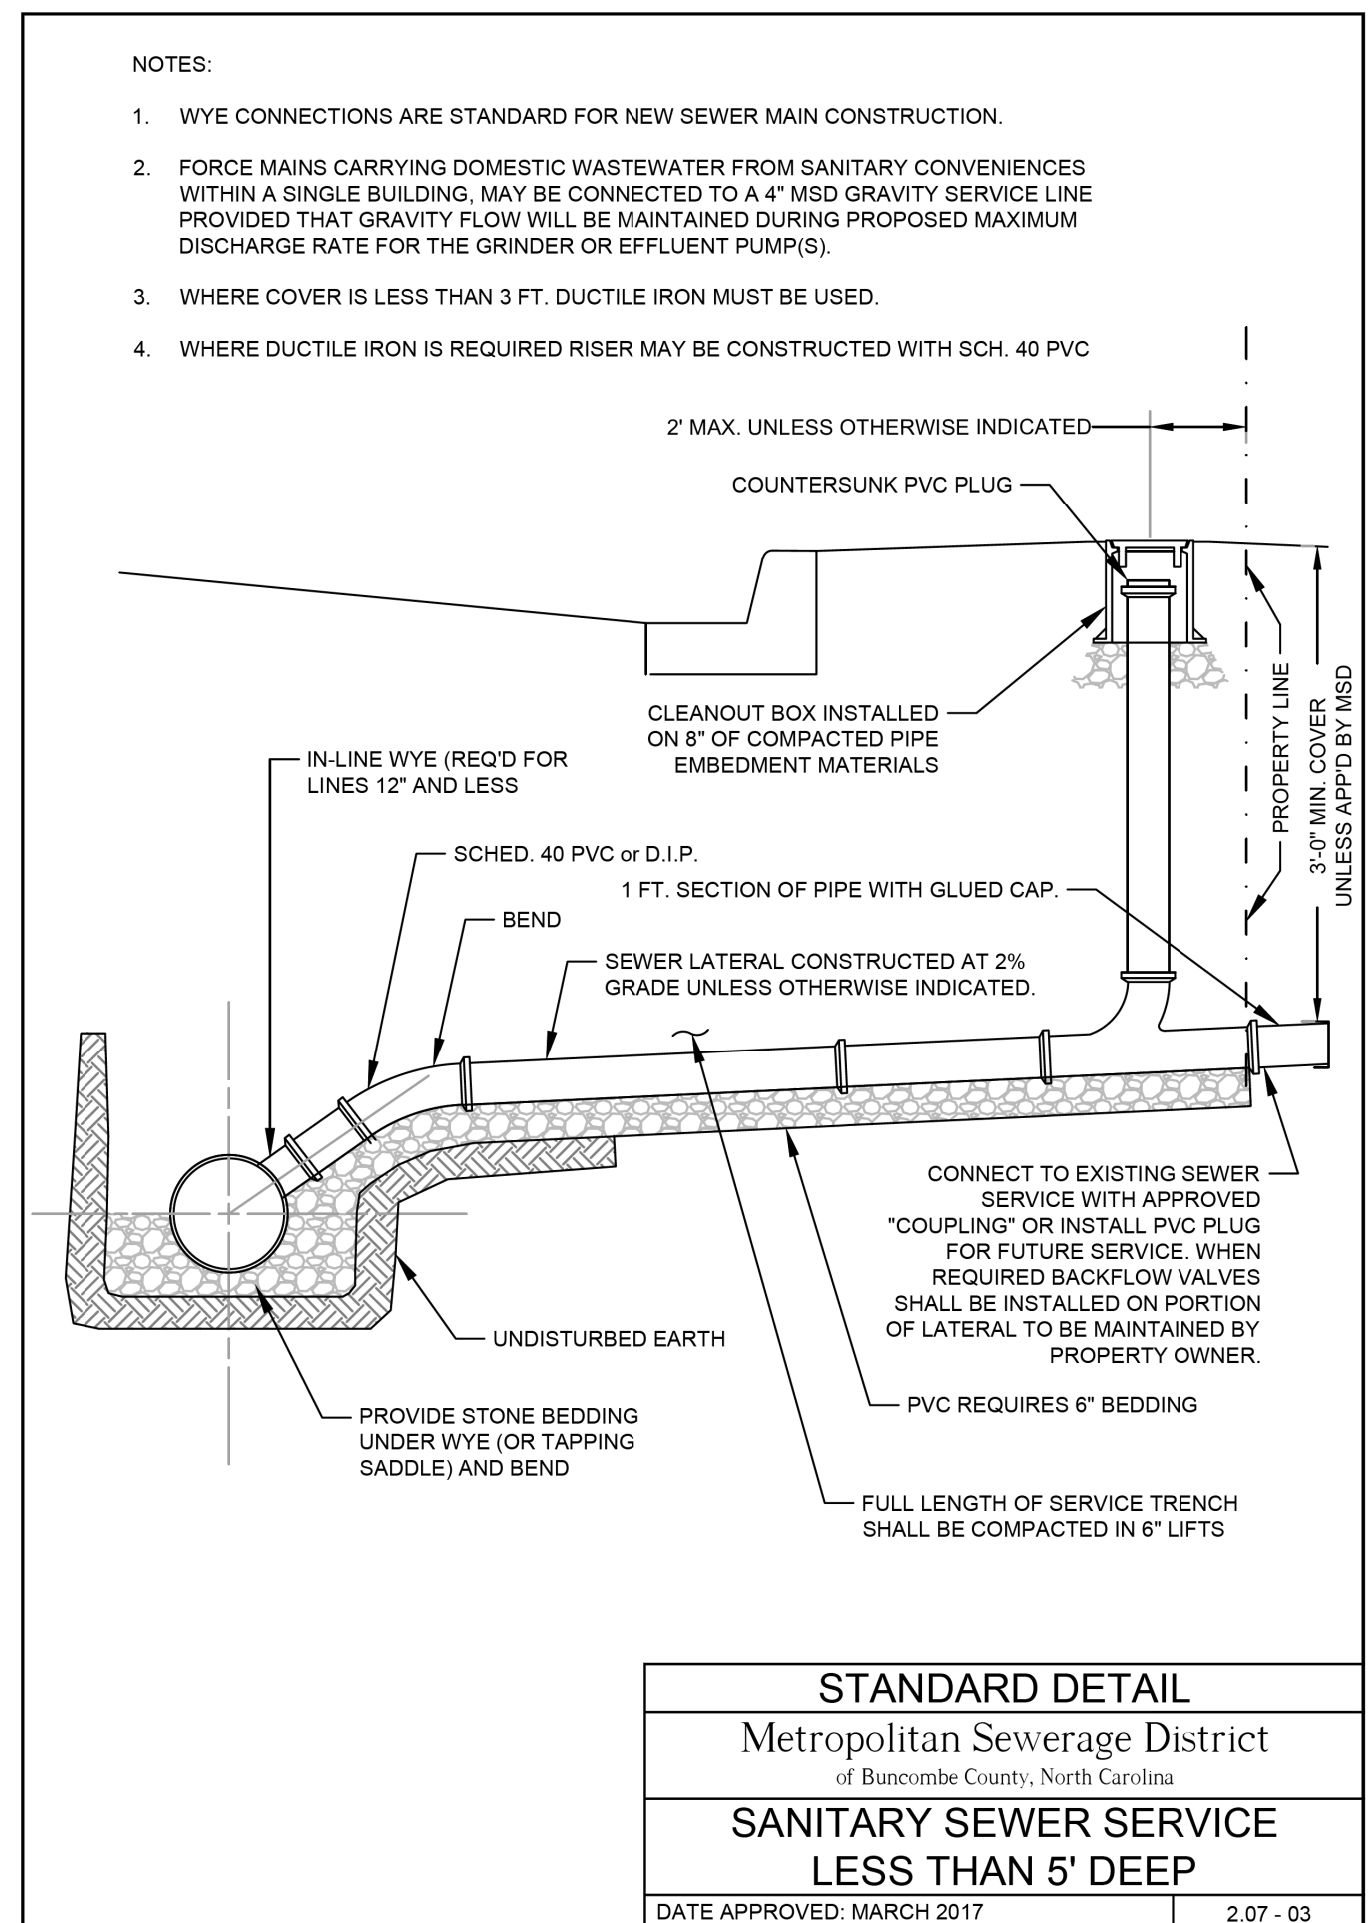 NOTES:
1. WYE CONNECTIONS ARE STANDARD FOR NEW SEWER MAIN CONSTRUCTION.
2. FORCE MAINS CARRYING DOMESTIC WASTEWATER FROM SANITARY CONVENIENCES
WITHIN A SINGLE BUILDING, MAY BE CONNECTED TO A 4" MSD GRAVITY SERVICE LINE
PROVIDED THAT GRAVITY FLOW WILL BE MAINTAINED DURING PROPOSED MAXIMUM
DISCHARGE RATE FOR THE GRINDER OR EFFLUENT PUMP(S).
3. WHERE COVER IS LESS THAN 3 FT. DUCTILE IRON MUST BE USED.
4. WHERE DUCTILE IRON IS REQUIRED RISER MAY BE CONSTRUCTED WITH SCH. 40 PVC
2' MAX. UNLESS OTHERWISE INDICATED
COUNTERSUNK PVC PLUG
CLEANOUT BOX INSTALLED
ON 8" OF COMPACTED PIPE
EMBEDMENT MATERIALS
PROPERTY LINE
3'-0" MIN. COVER
UNLESS APP'D BY MSD
IN-LINE WYE (REQ'D FOR
LINES 12" AND LESS
SCHED. 40 PVC or D.I.P.
1 FT. SECTION OF PIPE WITH GLUED CAP.
BEND
SEWER LATERAL CONSTRUCTED AT 2%
GRADE UNLESS OTHERWISE INDICATED.
CONNECT TO EXISTING SEWER
SERVICE WITH APPROVED
"COUPLING" OR INSTALL PVC PLUG
FOR FUTURE SERVICE. WHEN
REQUIRED BACKFLOW VALVES
SHALL BE INSTALLED ON PORTION
OF LATERAL TO BE MAINTAINED BY
PROPERTY OWNER.
UNDISTURBED EARTH
PVC REQUIRES 6" BEDDING
PROVIDE STONE BEDDING
UNDER WYE (OR TAPPING
SADDLE) AND BEND
FULL LENGTH OF SERVICE TRENCH
SHALL BE COMPACTED IN 6" LIFTS
STANDARD DETAIL
Metropolitan Sewerage District
of Buncombe County, North Carolina
SANITARY SEWER SERVICE
LESS THAN 5' DEEP
DATE APPROVED: MARCH 2017
2.07 - 03